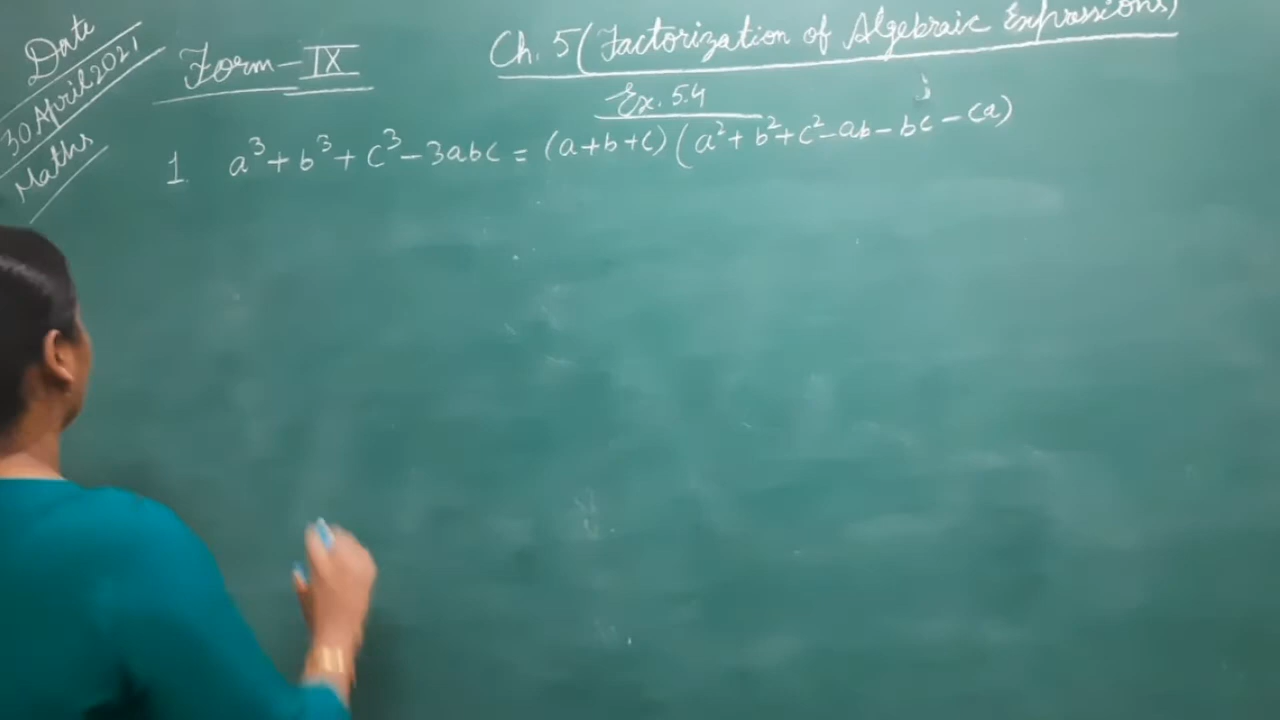 Date
30 April 2021
Maths
Form - IX
Ch. 5 (Factorization of Algebraic Expressions)
Ex. 5.4
1. a³ + b³ + c³ - 3abc = (a+b+c) (a² + b² + c² - ab - bc - ca)